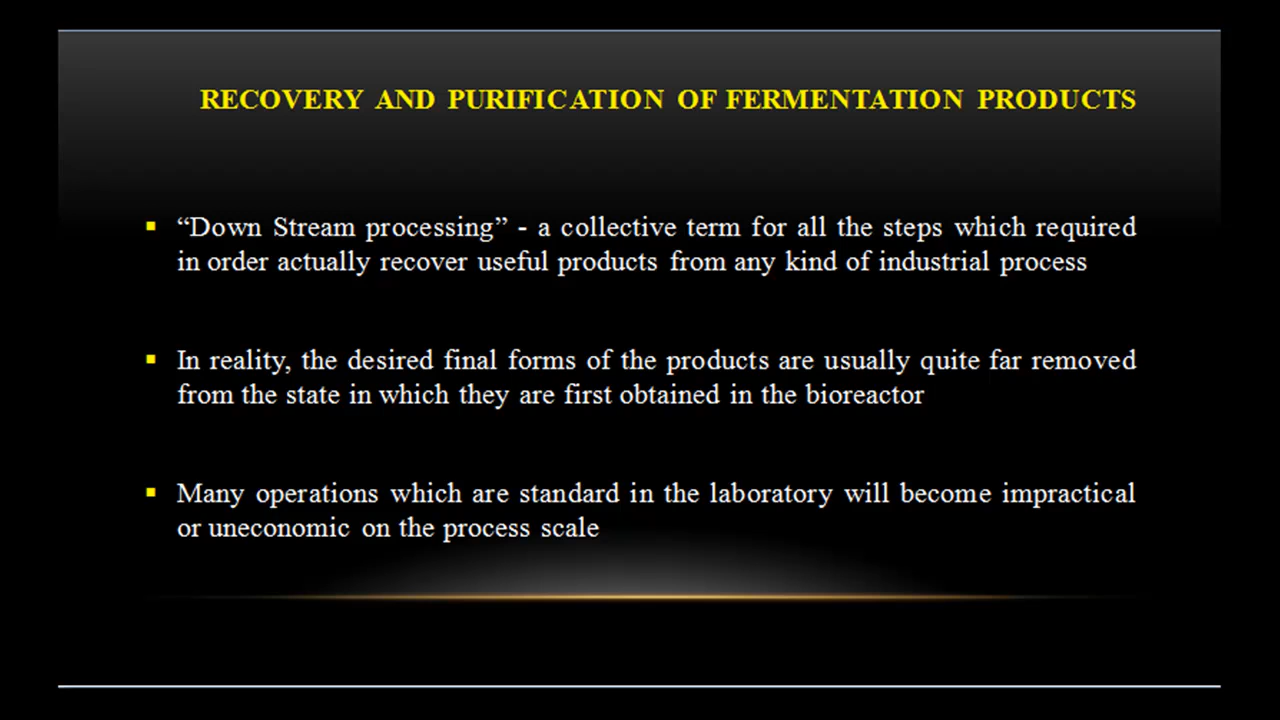 RECOVERY AND PURIFICATION OF FERMENTATION PRODUCTS
▪ “Down Stream processing” - a collective term for all the steps which required
in order actually recover useful products from any kind of industrial process
▪ In reality, the desired final forms of the products are usually quite far removed
from the state in which they are first obtained in the bioreactor
▪ Many operations which are standard in the laboratory will become impractical
or uneconomic on the process scale